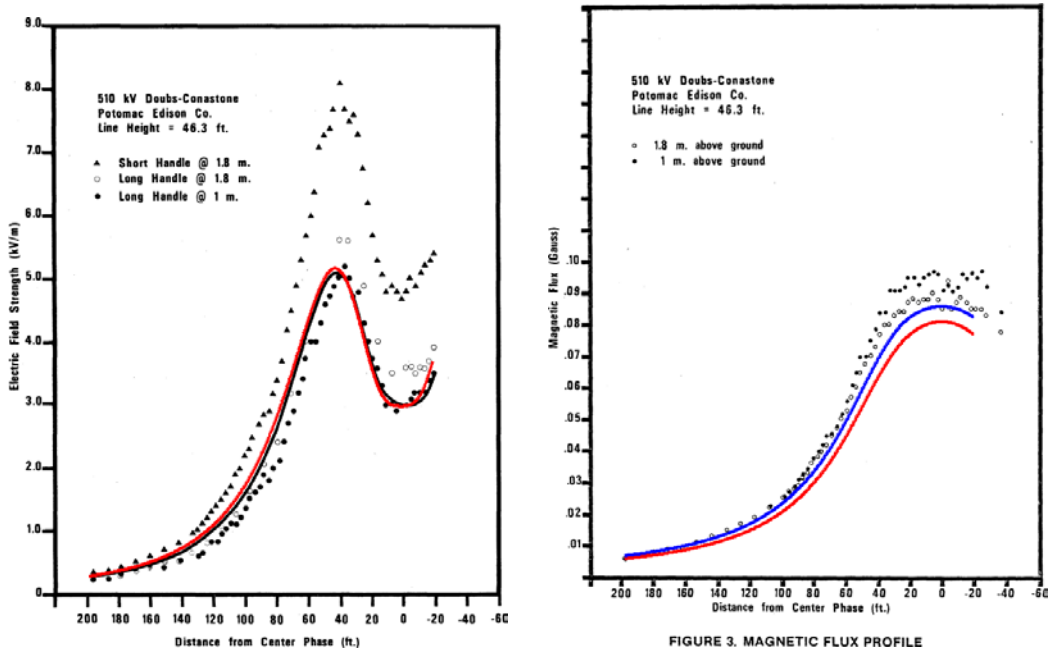 9.0
8.0
7.0
6.0
5.0
4.0
3.0
2.0
1.0
0
Electric Field Strength (kV/m)
510 kV Doubs-Conastone
Potomac Edison Co.
Line Height = 46.3 ft.
Short Handle @ 1.8 m.
Long Handle @ 1.8 m.
Long Handle @ 1 m.
200 180 160 140 120 100 80 60 40 20 0 -20 -40 -60
Distance from Center Phase (ft.)
510 kV Doubs-Conastone
Potomac Edison Co.
Line Height = 46.3 ft.
1.8 m. above ground
1 m. above ground
Magnetic Flux (Gauss)
.10
.09
.08
.07
.06
.05
.04
.03
.02
.01
200 180 160 140 120 100 80 60 40 20 0 -20 -40 -60
Distance from Center Phase (ft.)
FIGURE 3. MAGNETIC FLUX PROFILE